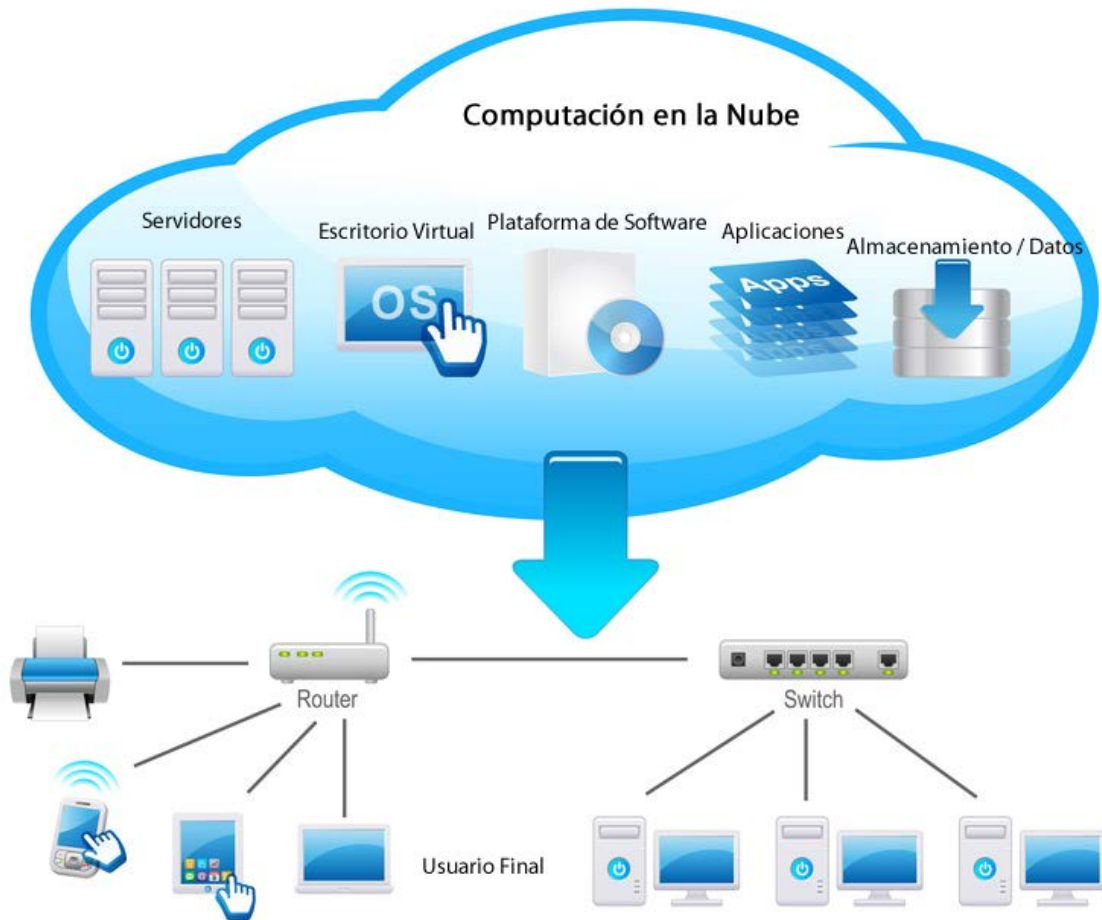 Computación en la Nube
Servidores
Escritorio Virtual
Plataforma de Software
Aplicaciones
Almacenamiento / Datos
OS
Apps
Router
Switch
Usuario Final